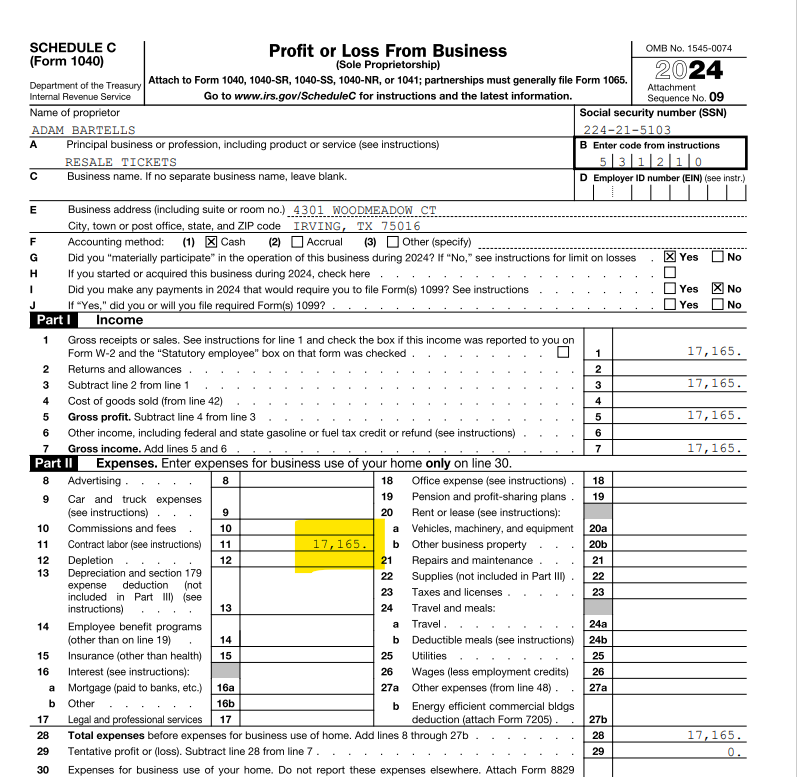 SCHEDULE C
(Form 1040)
Department of the Treasury
Internal Revenue Service
Profit or Loss From Business
(Sole Proprietorship)
Attach to Form 1040, 1040-SR, 1040-SS, 1040-NR, or 1041; partnerships must generally file Form 1065.
Go to www.irs.gov/ScheduleC for instructions and the latest information.
OMB No. 1545-0074
2024
Attachment
Sequence No. 09
Name of proprietor
ADAM BARTELLS
Social security number (SSN)
224-21-5103
A Principal business or profession, including product or service (see instructions)
RESALE TICKETS
B Enter code from instructions
5 3 1 2 1 0
C Business name. If no separate business name, leave blank.
D Employer ID number (EIN) (see instr.)
E Business address (including suite or room no.) 4301 WOODMEADOW CT
City, town or post office, state, and ZIP code IRVING, TX 75016
F Accounting method: (1) X Cash (2) Accrual (3) Other (specify)
G Did you “materially participate” in the operation of this business during 2024? If “No,” see instructions for limit on losses . X Yes No
H If you started or acquired this business during 2024, check here . . . . . . . . . . . . . . . . .
I Did you make any payments in 2024 that would require you to file Form(s) 1099? See instructions . . . . . . . . Yes X No
J If “Yes,” did you or will you file required Form(s) 1099? . . . . . . . . . . . . . . . . . . . . Yes No
Part I Income
1 Gross receipts or sales. See instructions for line 1 and check the box if this income was reported to you on
Form W-2 and the “Statutory employee” box on that form was checked . . . . . . . . . 1 17,165.
2 Returns and allowances . . . . . . . . . . . . . . . . . . . . . . . . . 2
3 Subtract line 2 from line 1 . . . . . . . . . . . . . . . . . . . . . . . . 3 17,165.
4 Cost of goods sold (from line 42) . . . . . . . . . . . . . . . . . . . . . . 4
5 Gross profit. Subtract line 4 from line 3 . . . . . . . . . . . . . . . . . . . . 5 17,165.
6 Other income, including federal and state gasoline or fuel tax credit or refund (see instructions) . . . . 6
7 Gross income. Add lines 5 and 6 . . . . . . . . . . . . . . . . . . . . . . 7 17,165.
Part II Expenses. Enter expenses for business use of your home only on line 30.
8 Advertising . . . . . 8
9 Car and truck expenses
(see instructions) . . . 9
10 Commissions and fees . 10
11 Contract labor (see instructions) 11 17,165.
12 Depletion . . . . . 12
13 Depreciation and section 179
expense deduction (not
included in Part III) (see
instructions) . . . . 13
14 Employee benefit programs
(other than on line 19) . 14
15 Insurance (other than health) 15
16 Interest (see instructions):
a Mortgage (paid to banks, etc.) 16a
b Other . . . . . . 16b
17 Legal and professional services 17
18 Office expense (see instructions) . 18
19 Pension and profit-sharing plans . 19
20 Rent or lease (see instructions):
a Vehicles, machinery, and equipment 20a
b Other business property . . . 20b
21 Repairs and maintenance . . . 21
22 Supplies (not included in Part III) . 22
23 Taxes and licenses . . . . 23
24 Travel and meals:
a Travel . . . . . . . . . 24a
b Deductible meals (see instructions) 24b
25 Utilities . . . . . . . . 25
26 Wages (less employment credits) 26
27a Other expenses (from line 48) . . 27a
b Energy efficient commercial bldgs
deduction (attach Form 7205) . . 27b
28 Total expenses before expenses for business use of home. Add lines 8 through 27b . . . . . . . 28 17,165.
29 Tentative profit or (loss). Subtract line 28 from line 7 . . . . . . . . . . . . . . . . . 29 0.
30 Expenses for business use of your home. Do not report these expenses elsewhere. Attach Form 8829